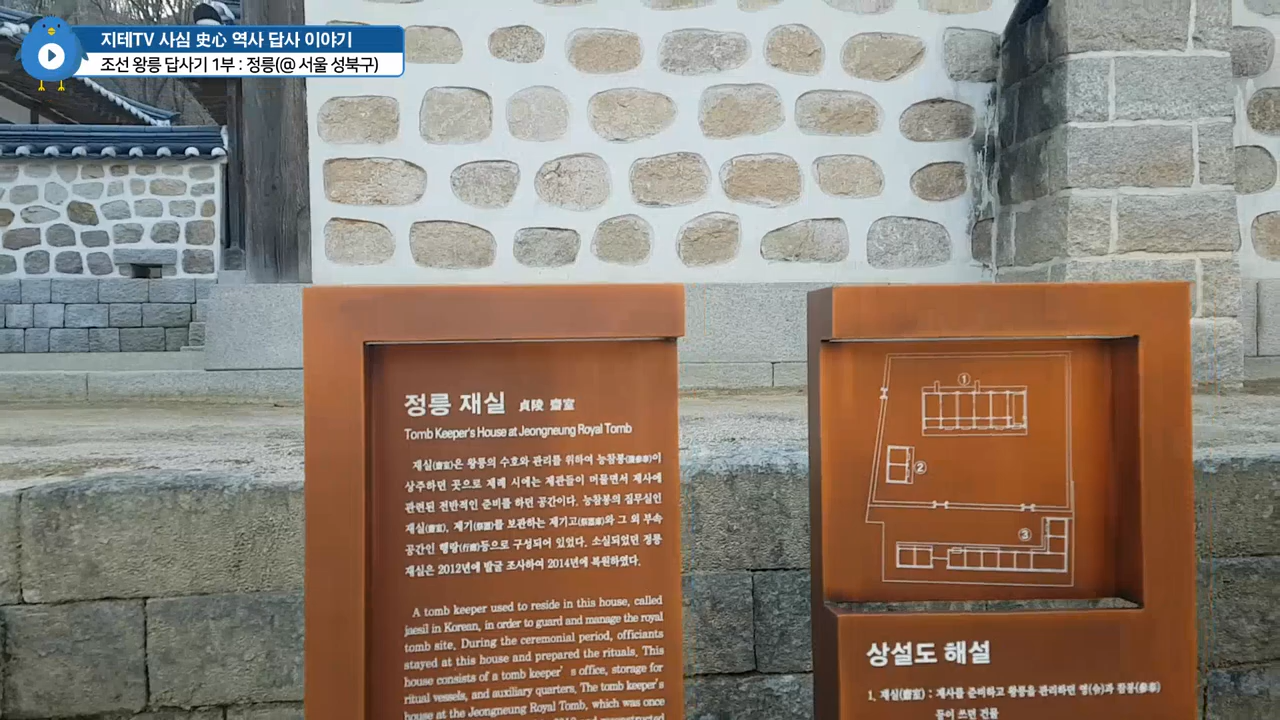 지테TV 사심 史心 역사 답사 이야기
조선 왕릉 답사기 1부 : 정릉(@ 서울 성북구)
정릉 재실 貞陵 齋室
Tomb Keeper's House at Jeongneung Royal Tomb
재실(齋室)은 왕릉의 수호와 관리를 위하여 능참봉(陵參奉)이
상주하던 곳으로 제례 시에는 제관들이 머물면서 제사에
관련된 전반적인 준비를 하던 공간이다. 능참봉의 집무실인
재실(齋室), 제기(祭器)를 보관하는 제기고(祭器庫)와 그 외 부속
공간인 행랑(行廊)등으로 구성되어 있었다. 소실되었던 정릉
재실은 2012년에 발굴 조사하여 2014년에 복원하였다.
A tomb keeper used to reside in this house, called
jaesil in Korean, in order to guard and manage the royal
tomb site. During the ceremonial period, officiants
stayed at this house and prepared the rituals. This
house consists of a tomb keeper’s office, storage for
ritual vessels, and auxiliary quarters. The tomb keeper's
house at the Jeongneung Royal Tomb, which was once
①
②
③
상설도 해설
1. 재실(齋室) : 제사를 준비하고 왕릉을 관리하던 영(令)과 참봉(參奉)
등이 쓰던 건물